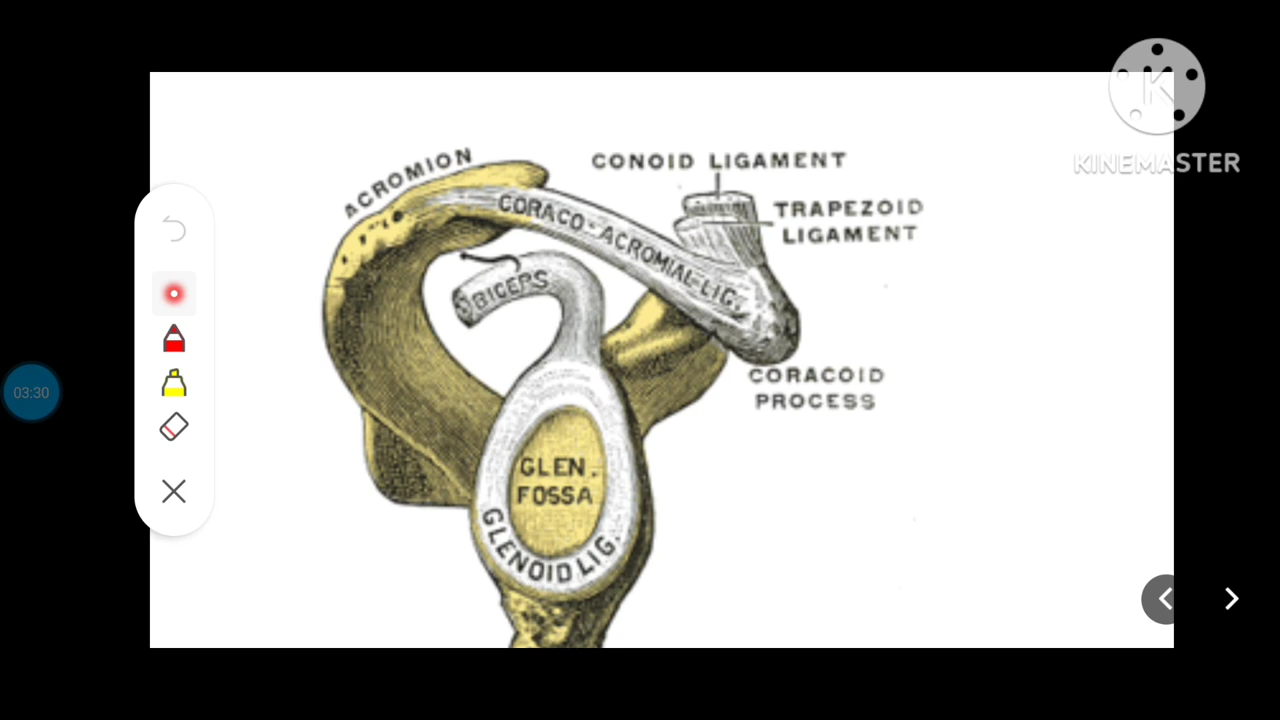 ACROMION
CONOID LIGAMENT
TRAPEZOID
LIGAMENT
CORACO-ACROMIAL-LIG.
BICEPS
CORACOID
PROCESS
GLEN.
FOSSA
GLENOID LIG.
03:30
K
KINEMASTER